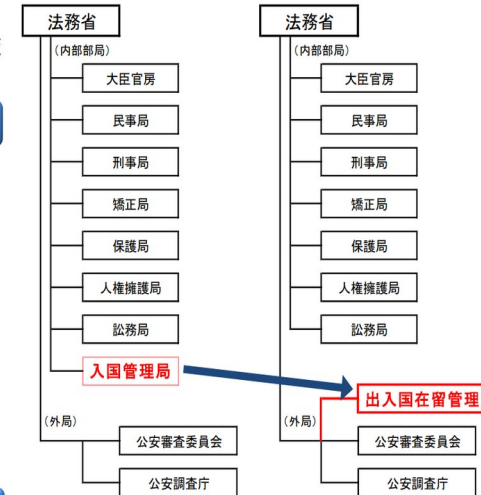 法務省
(内部部局)
大臣官房
民事局
刑事局
矯正局
保護局
人権擁護局
訟務局
入国管理局
(外局)
公安審査委員会
公安調査庁
法務省
(内部部局)
大臣官房
民事局
刑事局
矯正局
保護局
人権擁護局
訟務局
出入国在留管理
(外局)
公安審査委員会
公安調査庁